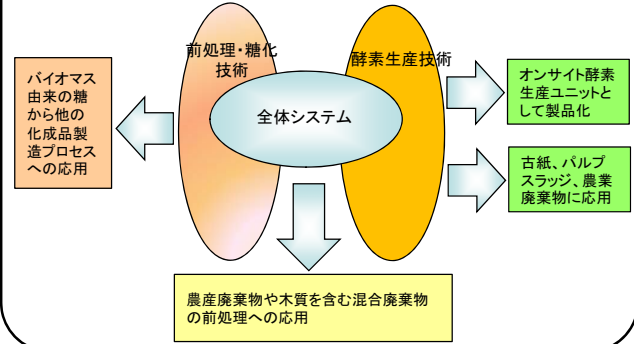 前処理・糖化
技術
酵素生産技術
全体システム
バイオマス
由来の糖
から他の
化成品製
造プロセス
への応用
オンサイト酵素
生産ユニットと
して製品化
古紙、パルプ
スラッジ、農業
廃棄物に応用
農産廃棄物や木質を含む混合廃棄物
の前処理への応用